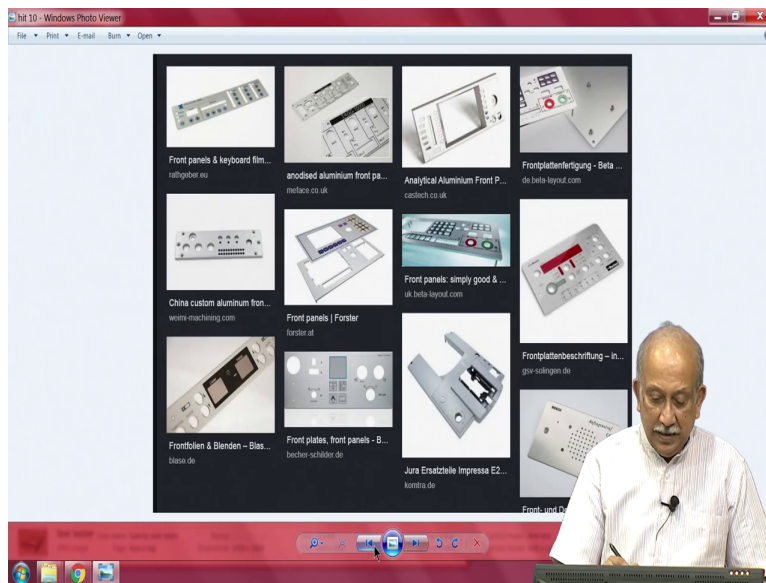 hit 10 - Windows Photo Viewer
File Print E-mail Burn Open
Front panels & keyboard film...
rathgeber.eu
anodised aluminium front pa...
meface.co.uk
Analytical Aluminium Front P...
castech.co.uk
Frontplattenfertigung - Beta ...
de.beta-layout.com
China custom aluminum fron...
weimi-machining.com
Front panels | Forster
forster.at
Front panels: simply good & ...
uk.beta-layout.com
Frontplattenbeschriftung – in...
gsv-solingen.de
Frontfolien & Blenden – Blas...
blase.de
Front plates, front panels - B...
becher-schilder.de
Jura Ersatzteile Impressa E2...
komtra.de
Front- und De